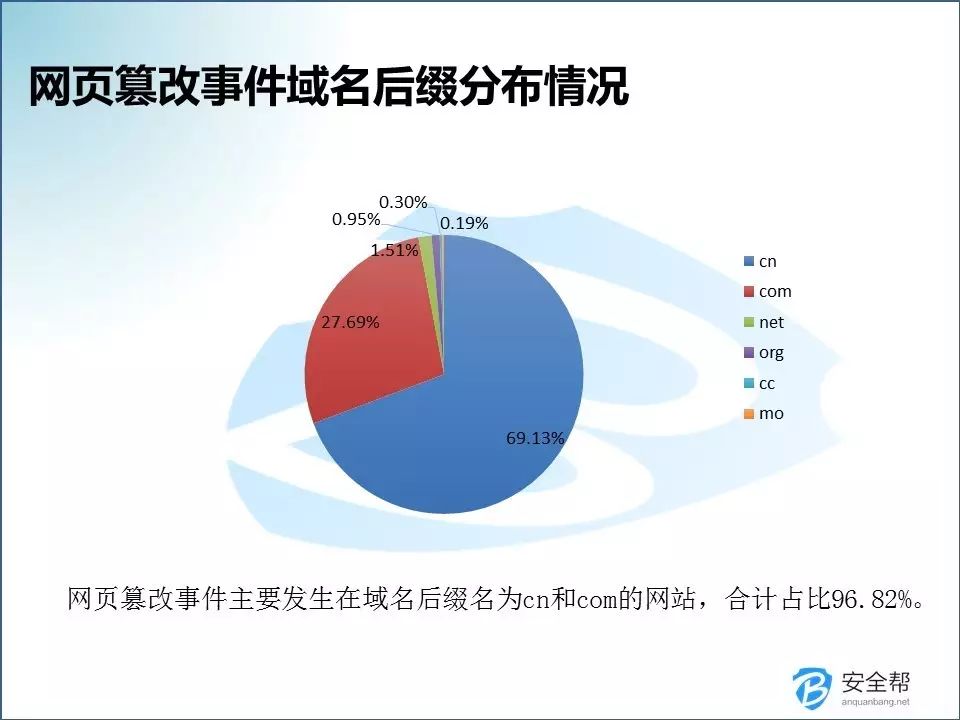 网页篡改事件域名后缀分布情况
0.30%
0.95%
0.19%
1.51%
27.69%
69.13%
cn
com
net
org
cc
mo
网页篡改事件主要发生在域名后缀名为cn和com的网站，合计占比96.82%。
安全帮
anquanbang.net